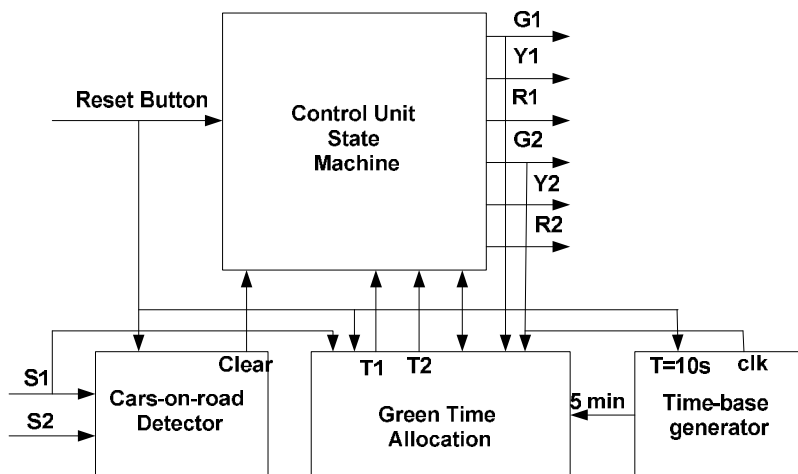 G1
Y1
Reset Button
R1
Control Unit
State
Machine
G2
Y2
R2
Clear
T1
T2
T=10s
clk
S1
Cars-on-road
Detector
S2
Green Time
Allocation
5 min
Time-base
generator